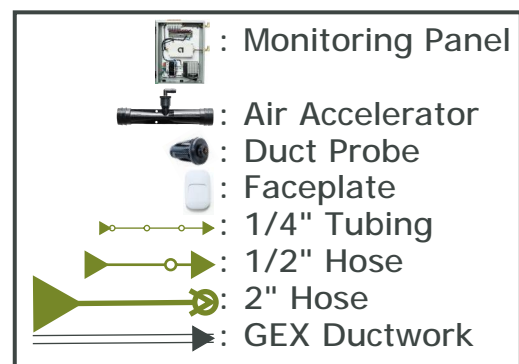 : Monitoring Panel
: Air Accelerator
: Duct Probe
: Faceplate
: 1/4" Tubing
: 1/2" Hose
: 2" Hose
: GEX Ductwork